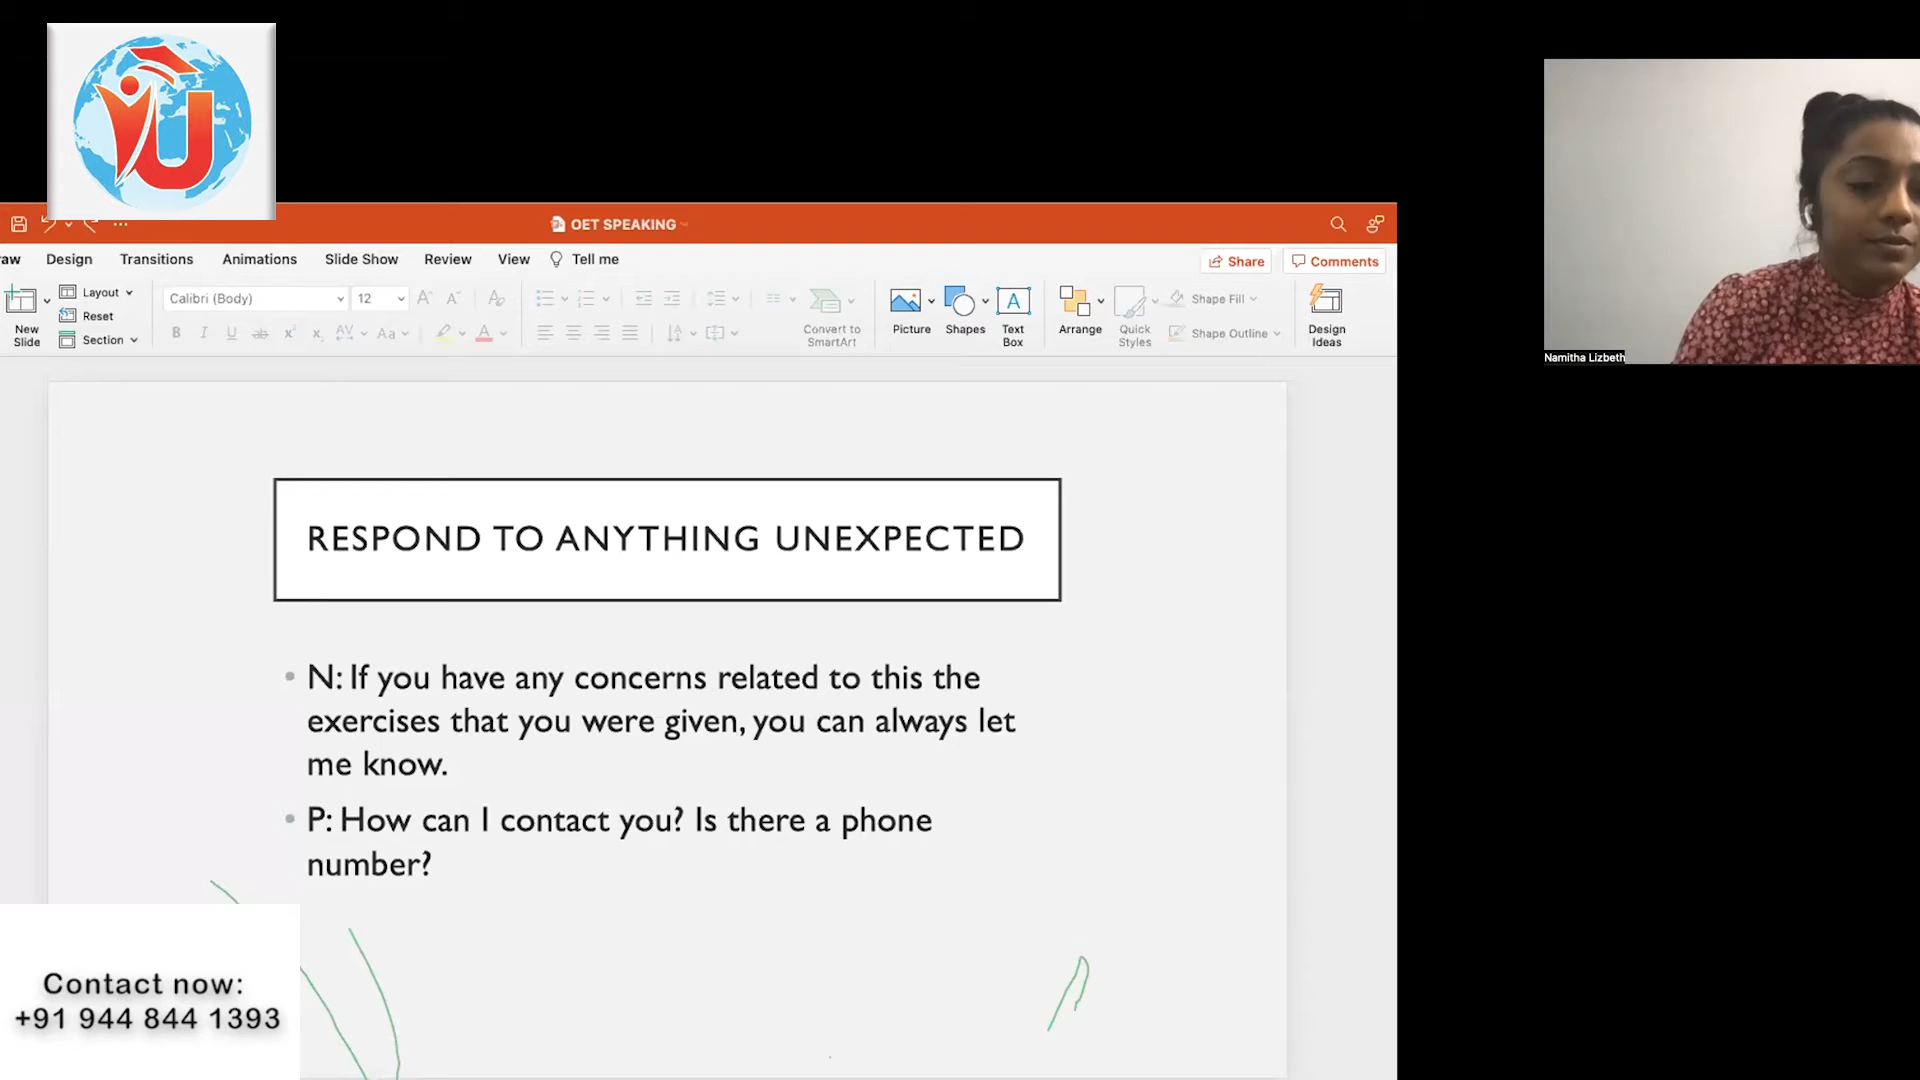 U
OET SPEAKING
aw Design Transitions Animations Slide Show Review View Tell me
Share Comments
New Slide
Layout
Reset
Section
Calibri (Body) 12
Convert to SmartArt
Picture
Shapes
Text Box
Arrange
Quick Styles
Shape Fill
Shape Outline
Design Ideas
Namitha Lizbeth
RESPOND TO ANYTHING UNEXPECTED
• N: If you have any concerns related to this the
exercises that you were given, you can always let
me know.
• P: How can I contact you? Is there a phone
number?
Contact now:
+91 944 844 1393